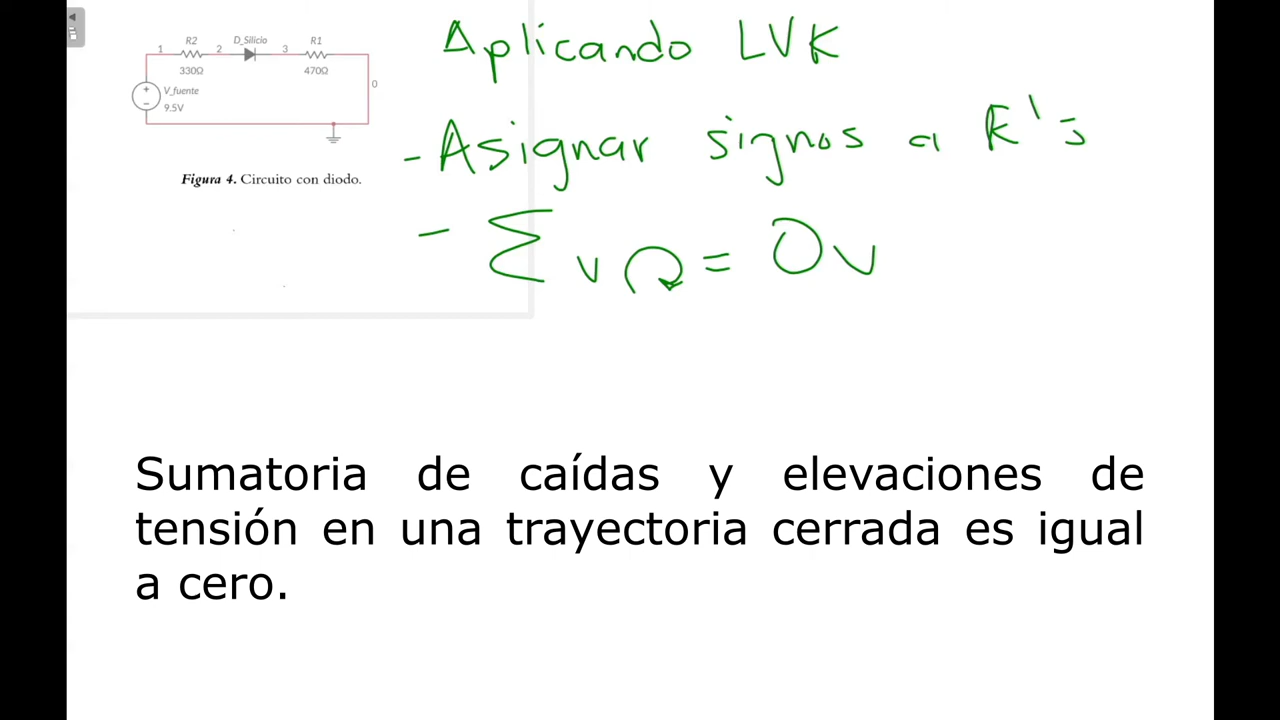 R2
D_Silicio
R1
1
2
3
330Ω
470Ω
0
V_fuente
9.5V
Figura 4. Circuito con diodo.
Aplicando LVK
- Asignar signos a R's
- Σ v = 0v
Sumatoria de caídas y elevaciones de
tensión en una trayectoria cerrada es igual
a cero.